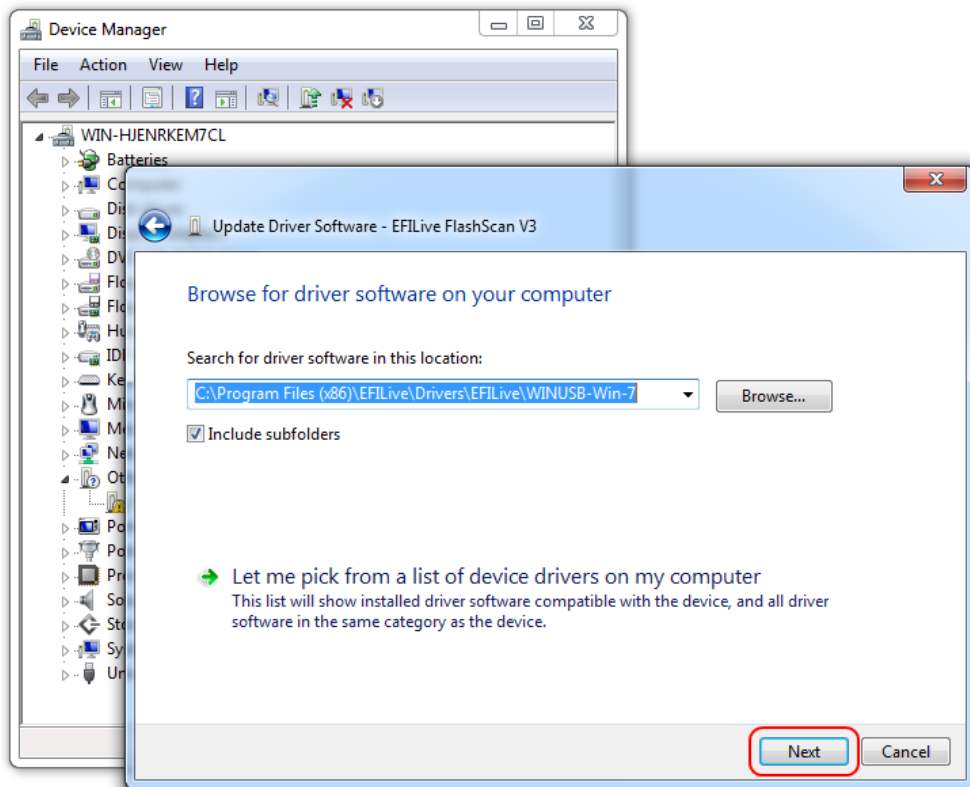 Device Manager
File Action View Help
WIN-HJENRKEM7CL
Batteries
Update Driver Software - EFILive FlashScan V3
Browse for driver software on your computer
Search for driver software in this location:
C:\Program Files (x86)\EFILive\Drivers\EFILive\WINUSB-Win-7
Browse...
Include subfolders
Let me pick from a list of device drivers on my computer
This list will show installed driver software compatible with the device, and all driver
software in the same category as the device.
Next Cancel